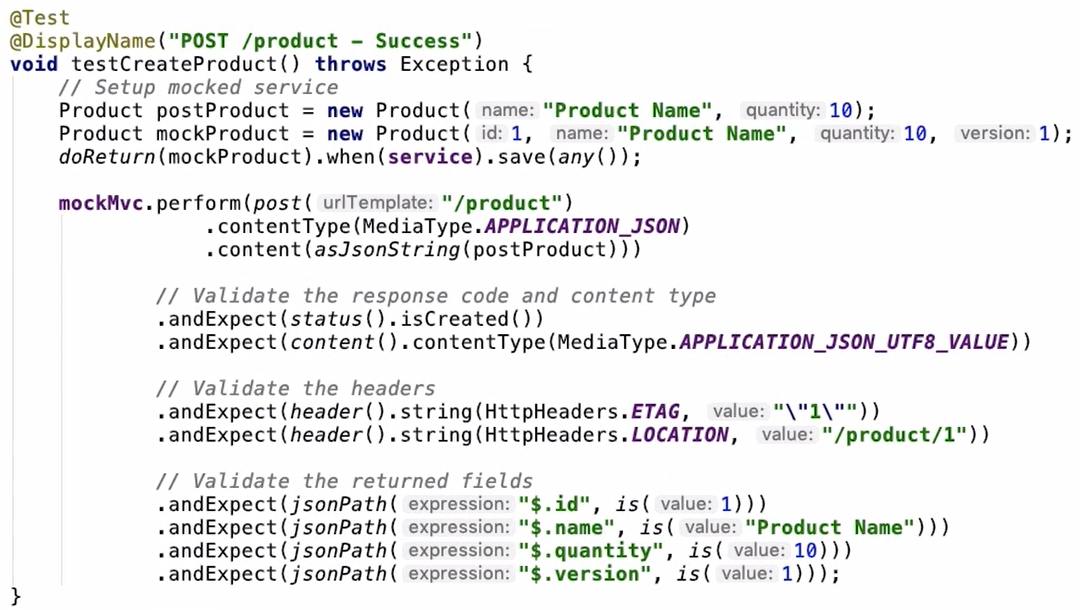 @Test
@DisplayName("POST /product - Success")
void testCreateProduct() throws Exception {
// Setup mocked service
Product postProduct = new Product( name: "Product Name", quantity: 10);
Product mockProduct = new Product( id: 1, name: "Product Name", quantity: 10, version: 1);
doReturn(mockProduct).when(service).save(any());
mockMvc.perform(post( urlTemplate: "/product")
.contentType(MediaType.APPLICATION_JSON)
.content(asJsonString(postProduct)))
// Validate the response code and content type
.andExpect(status().isCreated())
.andExpect(content().contentType(MediaType.APPLICATION_JSON_UTF8_VALUE))
// Validate the headers
.andExpect(header().string(HttpHeaders.ETAG, value: "\"1\""))
.andExpect(header().string(HttpHeaders.LOCATION, value: "/product/1"))
// Validate the returned fields
.andExpect(jsonPath( expression: "$.id", is( value: 1)))
.andExpect(jsonPath( expression: "$.name", is( value: "Product Name")))
.andExpect(jsonPath( expression: "$.quantity", is( value: 10)))
.andExpect(jsonPath( expression: "$.version", is( value: 1)));
}